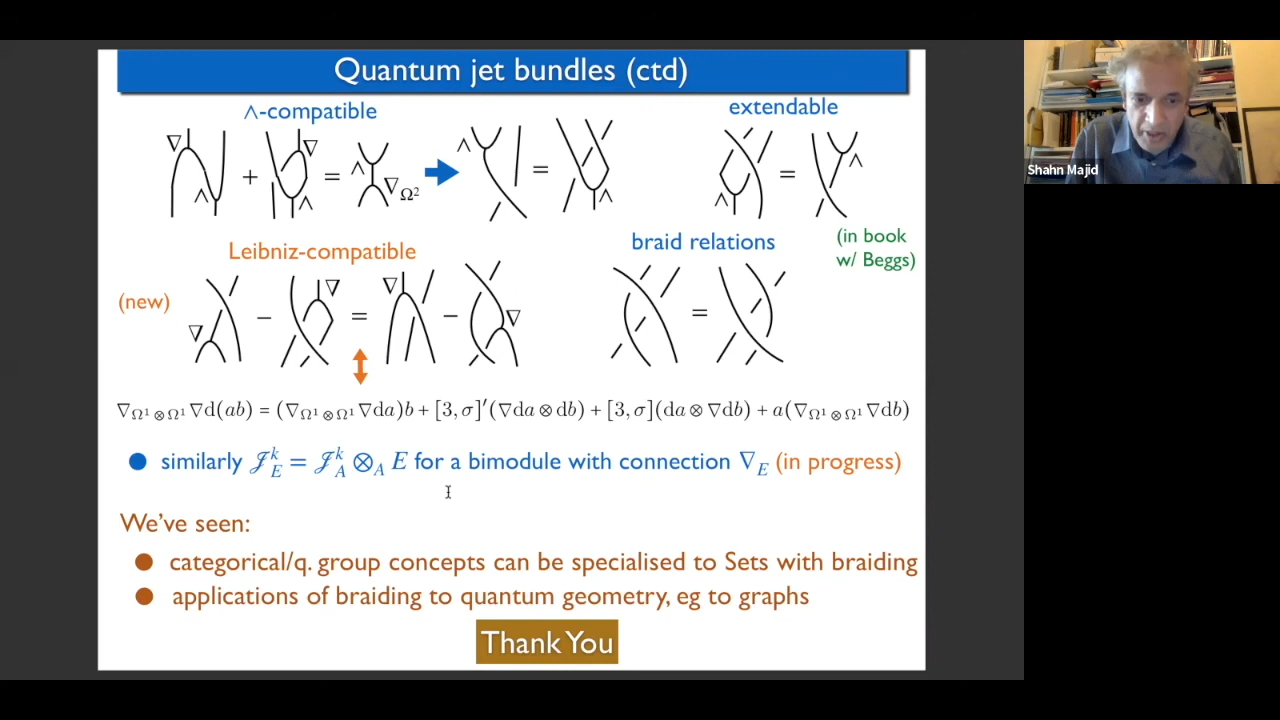 Quantum jet bundles (ctd)
∧-compatible
extendable
∇ ∧ + ∇ ∧ = ∧ ∇_{Ω²} ∧ = ∧ ∧ = ∧
Shahn Majid
Leibniz-compatible
braid relations
(in book
w/ Beggs)
(new)
∇ − ∇ = ∇ − ∇ =
∇_{Ω¹⊗Ω¹}∇d(ab) = (∇_{Ω¹⊗Ω¹}∇da)b + [3,σ]′(∇da ⊗ db) + [3,σ](da ⊗ ∇db) + a(∇_{Ω¹⊗Ω¹}∇db)
● similarly 𝒥_E^k = 𝒥_A^k ⊗_A E for a bimodule with connection ∇_E (in progress)
We've seen:
● categorical/q. group concepts can be specialised to Sets with braiding
● applications of braiding to quantum geometry, eg to graphs
Thank You